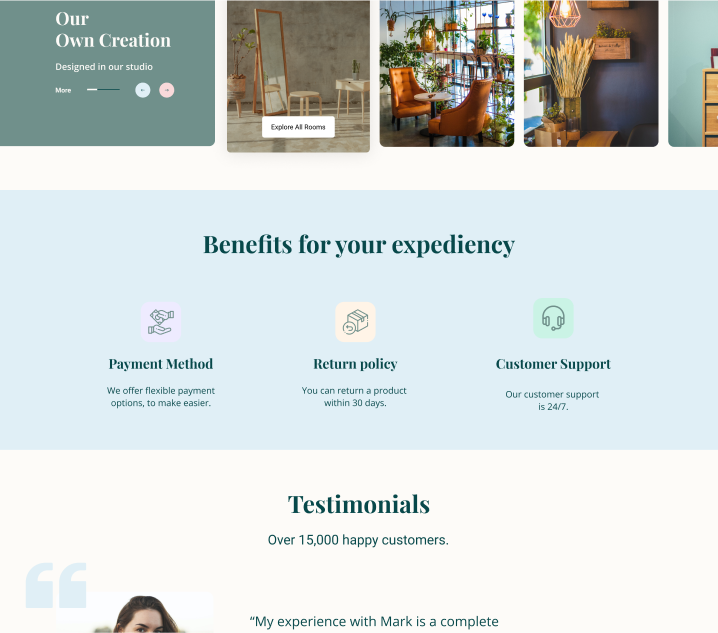 Our
Own Creation
Designed in our studio
More
Explore All Rooms
Benefits for your expediency
Payment Method
We offer flexible payment
options, to make easier.
Return policy
You can return a product
within 30 days.
Customer Support
Our customer support
is 24/7.
Testimonials
Over 15,000 happy customers.
“My experience with Mark is a complete